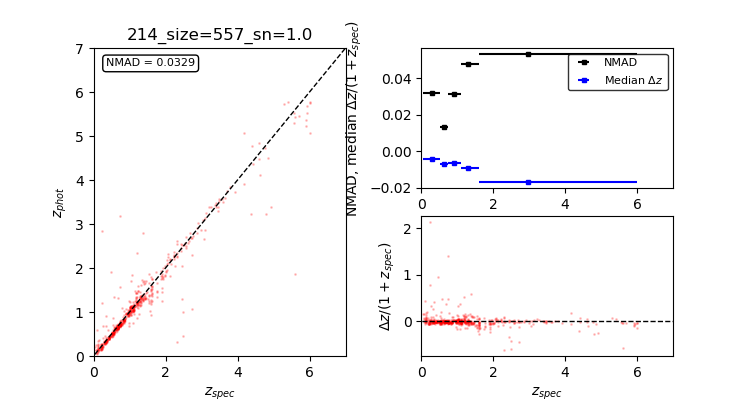 214_size=557_sn=1.0
NMAD = 0.0329
7
6
5
4
3
2
1
0
z_phot
0 2 4 6
z_spec
NMAD, median Δz/(1 + z_spec)
0.04
0.02
0.00
−0.02
NMAD
Median Δz
0 2 4 6
Δz/(1 + z_spec)
2
1
0
0 2 4 6
z_spec